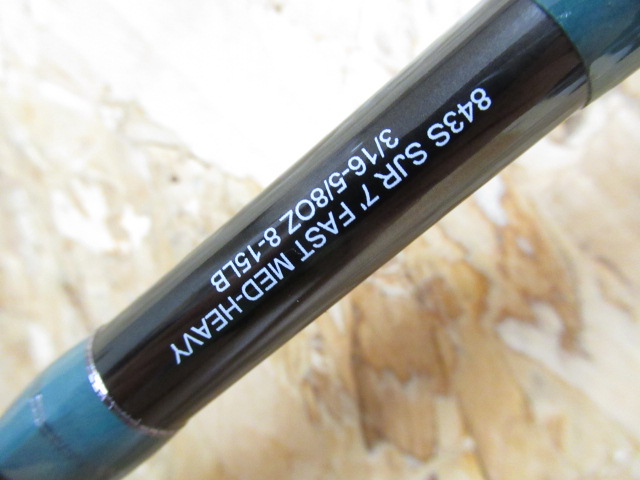 843S SJR 7' FAST MED-HEAVY
3/16-5/8OZ 8-15LB